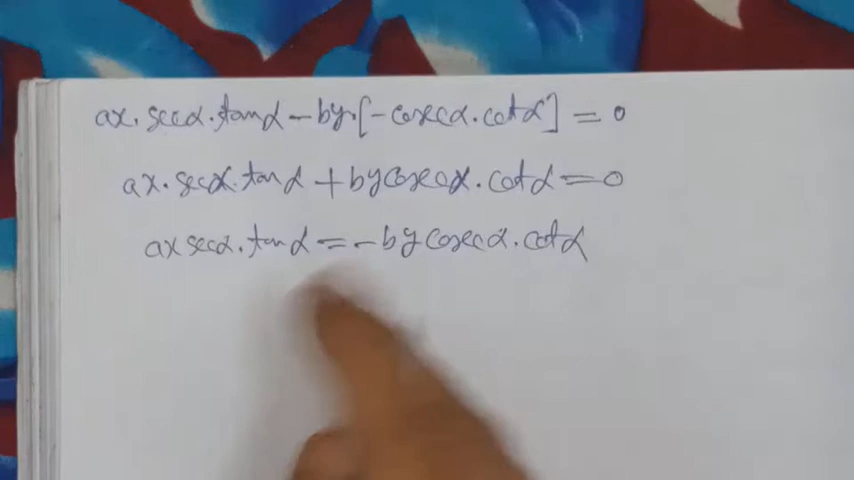 ax. secα.tanα - by.[-cosecα.cotα] = 0
ax. secα.tanα + by cosecα.cotα = 0
ax secα.tanα = - by cosecα.cotα